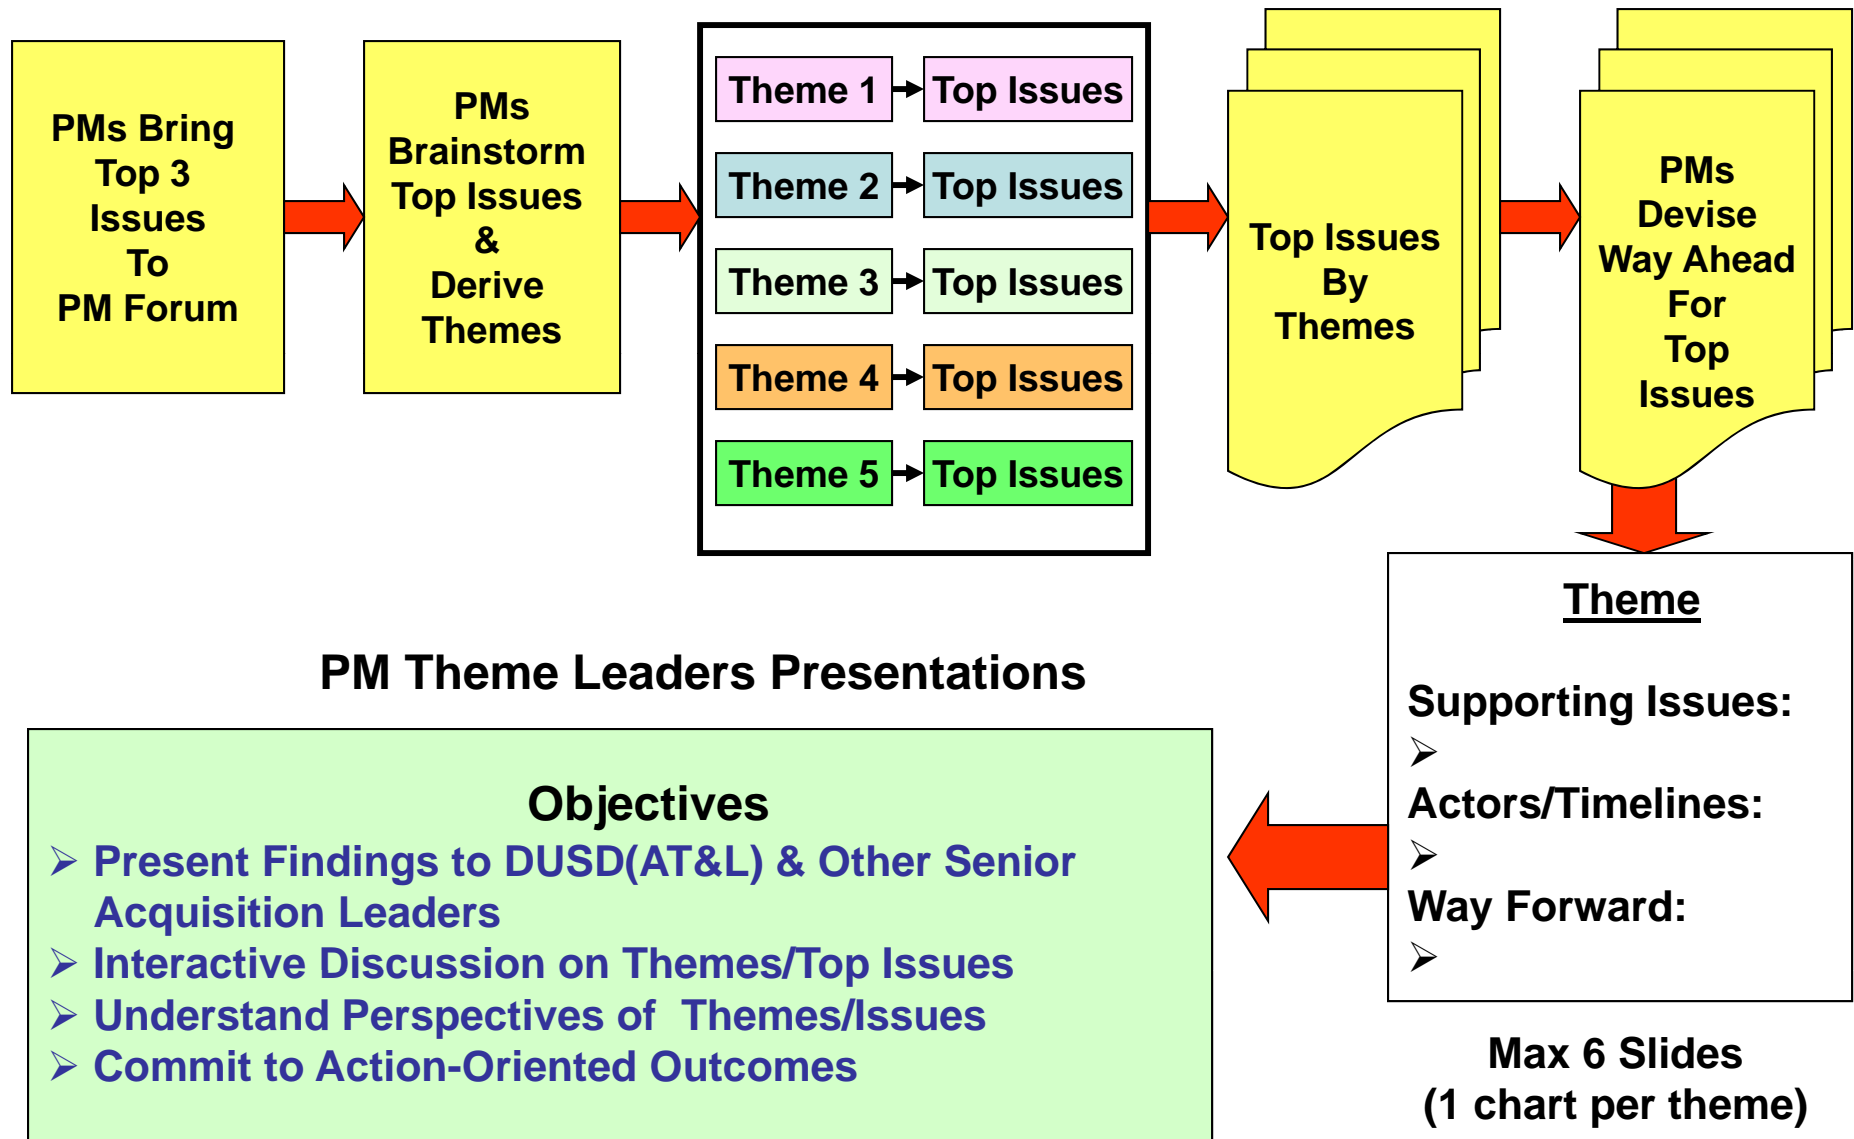 PMs Bring
Top 3
Issues
To
PM Forum
PMs
Brainstorm
Top Issues
&
Derive
Themes
Theme 1
Top Issues
Theme 2
Top Issues
Theme 3
Top Issues
Theme 4
Top Issues
Theme 5
Top Issues
Top Issues
By
Themes
PMs
Devise
Way Ahead
For
Top
Issues
Theme
Supporting Issues:
➢
Actors/Timelines:
➢
Way Forward:
➢
Max 6 Slides
(1 chart per theme)
PM Theme Leaders Presentations
Objectives
➢ Present Findings to DUSD(AT&L) & Other Senior
Acquisition Leaders
➢ Interactive Discussion on Themes/Top Issues
➢ Understand Perspectives of  Themes/Issues
➢ Commit to Action-Oriented Outcomes